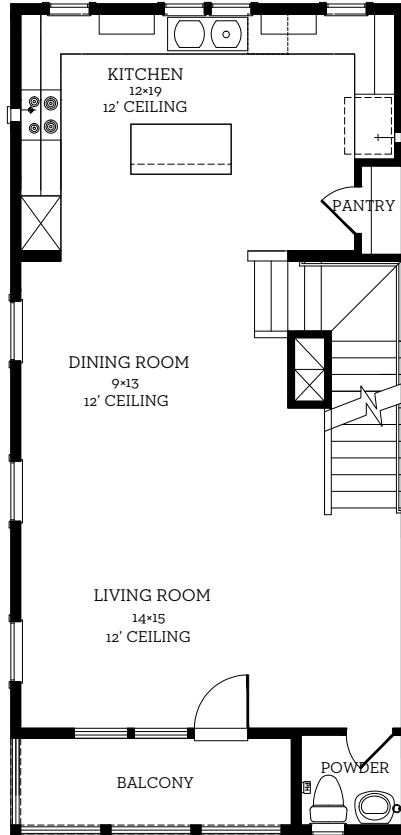 KITCHEN
12×19
12' CEILING
PANTRY
DINING ROOM
9×13
12' CEILING
LIVING ROOM
14×15
12' CEILING
BALCONY
POWDER